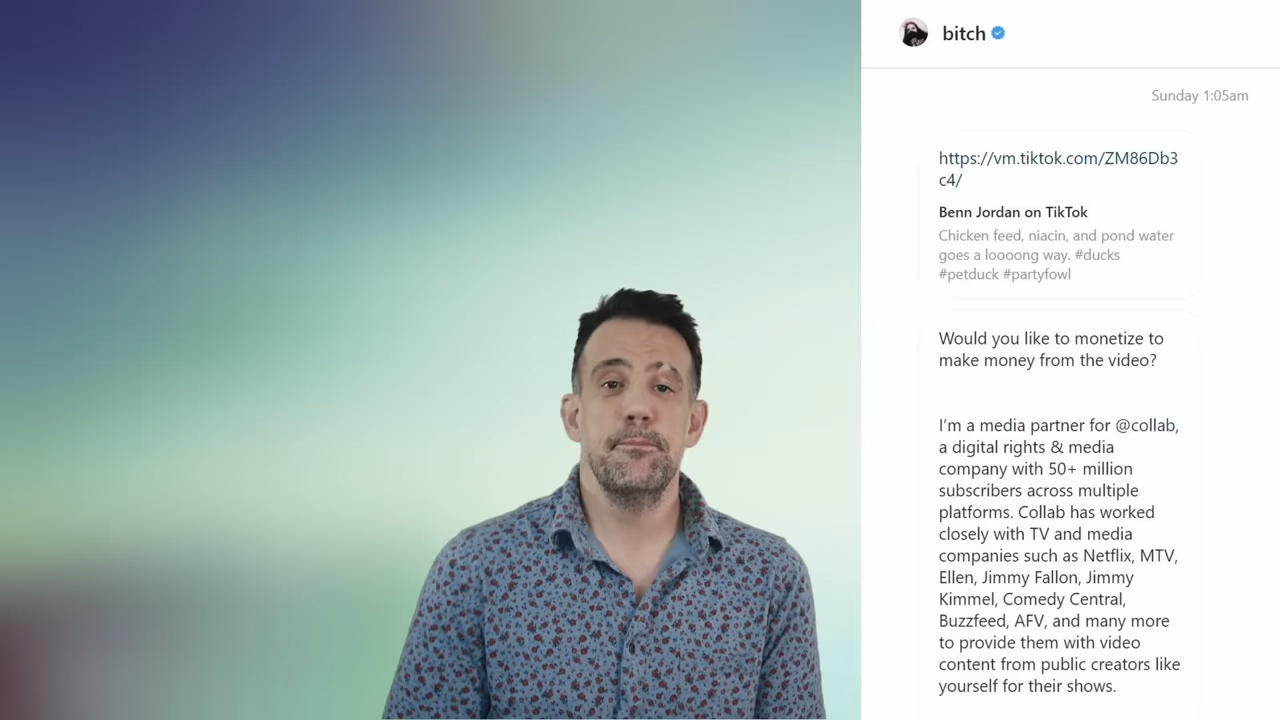 bitch
Sunday 1:05am
https://vm.tiktok.com/ZM86Db3
c4/
Benn Jordan on TikTok
Chicken feed, niacin, and pond water
goes a loooong way. #ducks
#petduck #partyfowl
Would you like to monetize to
make money from the video?
I’m a media partner for @collab,
a digital rights & media
company with 50+ million
subscribers across multiple
platforms. Collab has worked
closely with TV and media
companies such as Netflix, MTV,
Ellen, Jimmy Fallon, Jimmy
Kimmel, Comedy Central,
Buzzfeed, AFV, and many more
to provide them with video
content from public creators like
yourself for their shows.